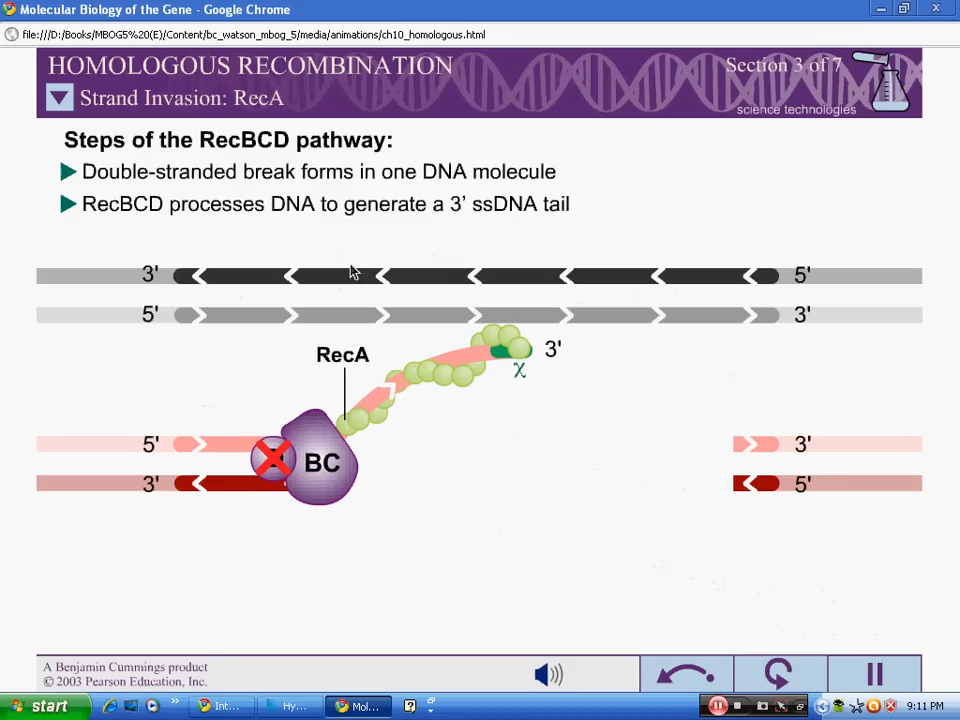 Molecular Biology of the Gene - Google Chrome
file:///D:/Books/MBOG5%20(E)/Content/bc_watson_mbog_5/media/animations/ch10_homologous.html
HOMOLOGOUS RECOMBINATION
Section 3 of 7
Strand Invasion: RecA
science technologies
Steps of the RecBCD pathway:
Double-stranded break forms in one DNA molecule
RecBCD processes DNA to generate a 3’ ssDNA tail
3' 5'
5' 3'
RecA
3'
χ
5' 3'
BC
3' 5'
A Benjamin Cummings product
© 2003 Pearson Education, Inc.
start Int... Hy... Mol... 9:11 PM